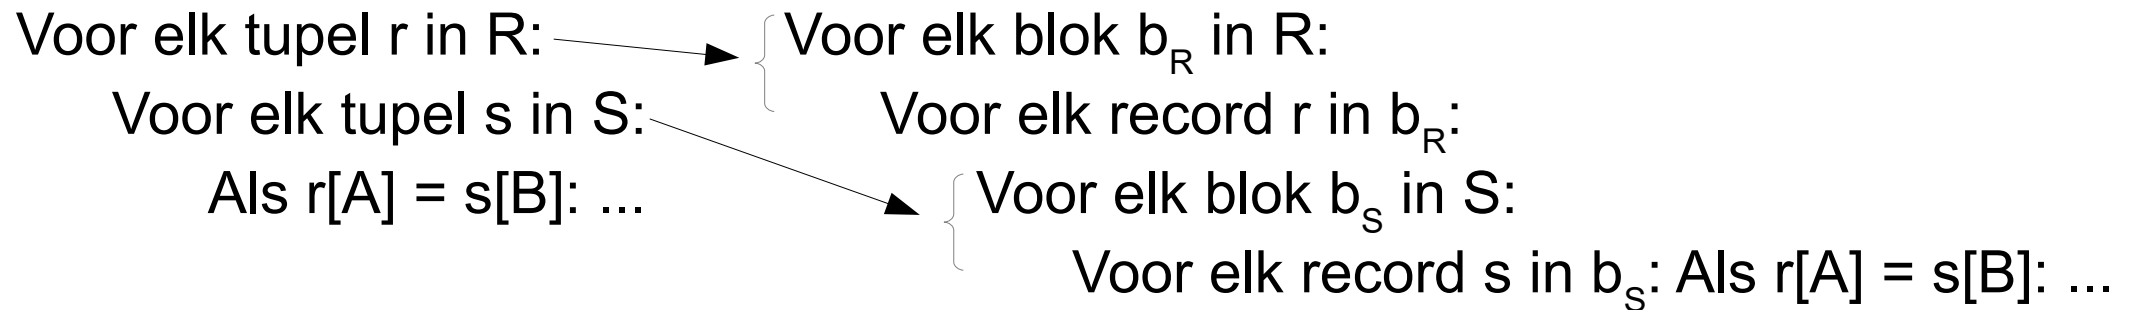 Voor elk tupel r in R:
Voor elk tupel s in S:
Als r[A] = s[B]: ...
Voor elk blok b_R in R:
Voor elk record r in b_R:
Voor elk blok b_S in S:
Voor elk record s in b_S: Als r[A] = s[B]: ...